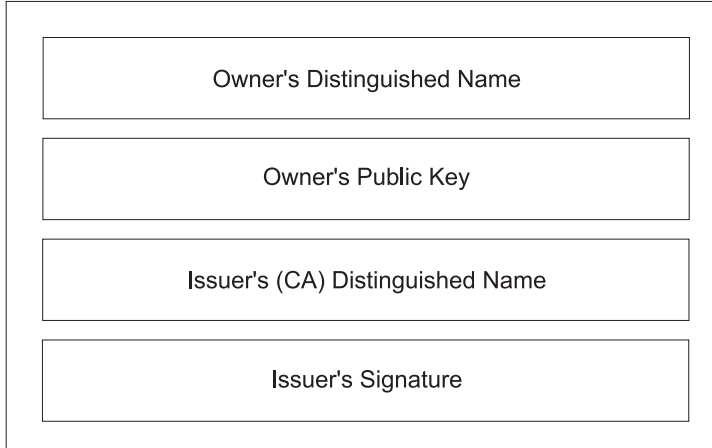 Owner's Distinguished Name
Owner's Public Key
Issuer's (CA) Distinguished Name
Issuer's Signature